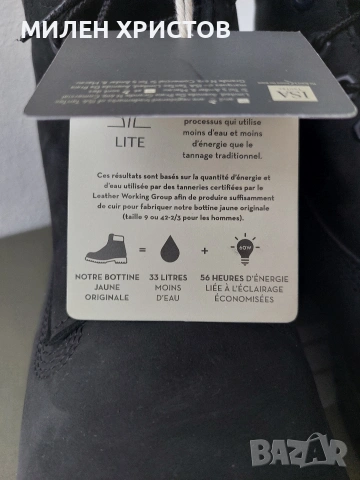 МИЛЕН ХРИСТОВ
ISA
LITE
processus qui utilise
moins d'eau et moins
d'énergie que le
tannage traditionnel.
Ces résultats sont basés sur la quantité d'énergie et
d'eau utilisée par des tanneries certifiées par le
Leather Working Group afin de produire suffisamment
de cuir pour fabriquer notre bottine jaune originale
(taille 9 ou 42-2/3 pour les hommes).
= + 60W
NOTRE BOTTINE JAUNE ORIGINALE
33 LITRES MOINS D'EAU
56 HEURES D'ÉNERGIE LIÉE À L'ÉCLAIRAGE ÉCONOMISÉES
BAZAR